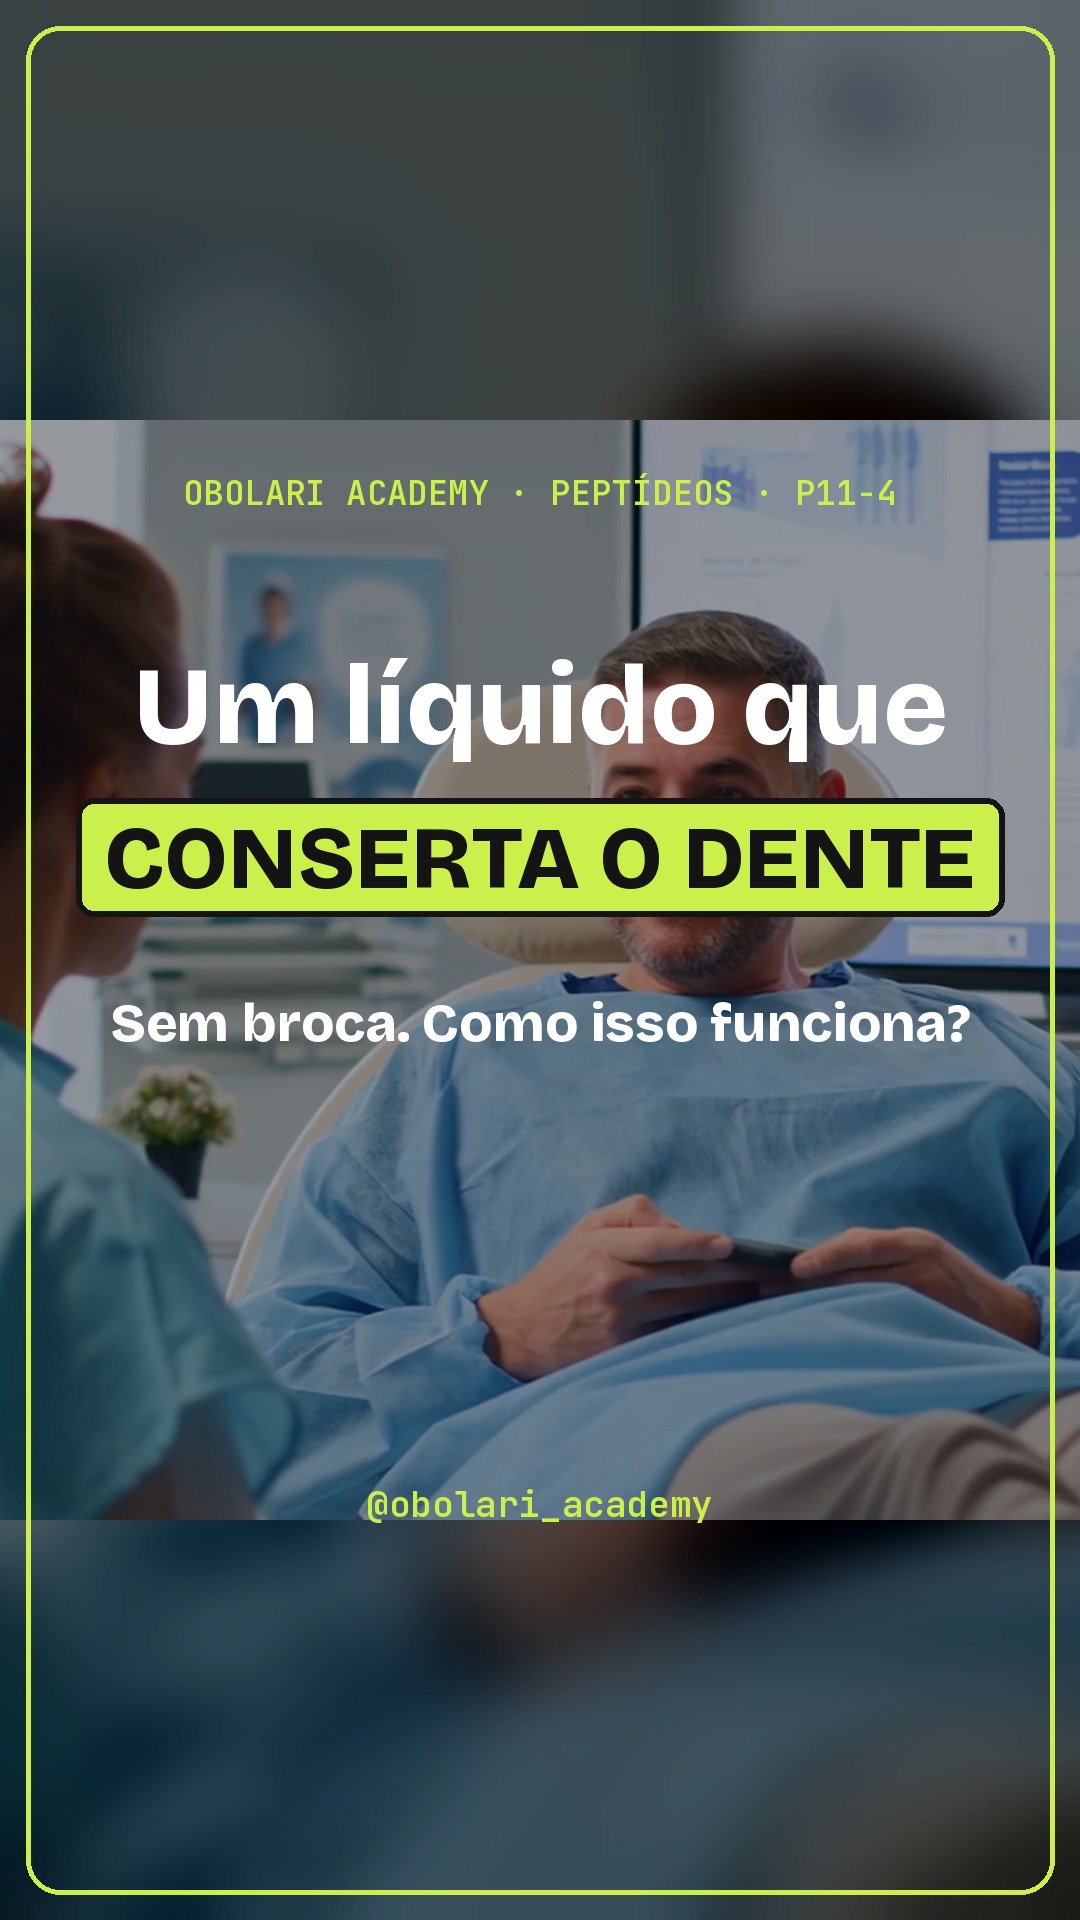 OBOLARI ACADEMY · PEPTÍDEOS · P11-4
Um líquido que
CONSERTA O DENTE
Sem broca. Como isso funciona?
@obolari_academy